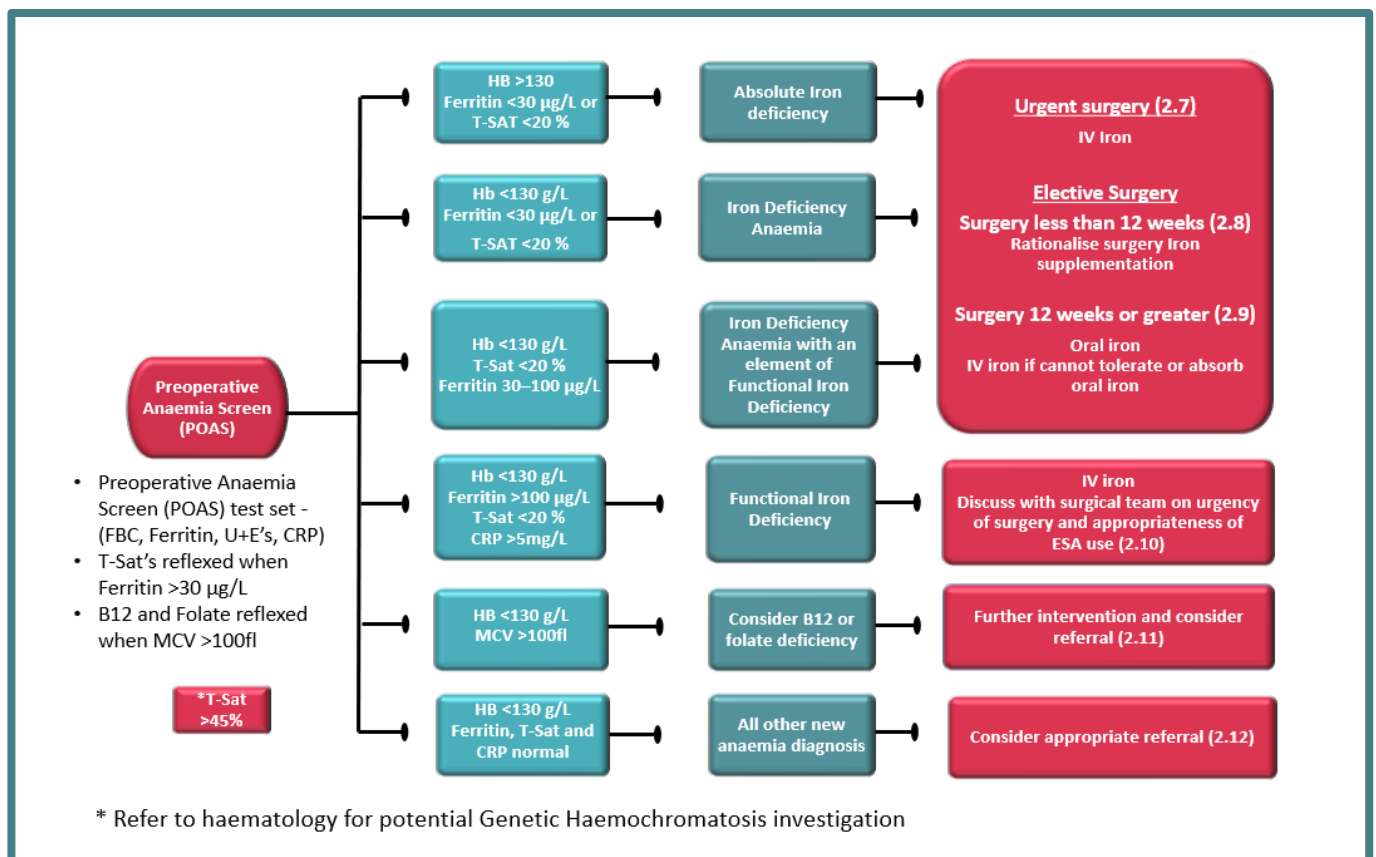 HB >130
Ferritin <30 µg/L or
T-SAT <20 %
Absolute Iron
deficiency
Urgent surgery (2.7)
IV Iron
Elective Surgery
Surgery less than 12 weeks (2.8)
Rationalise surgery Iron
supplementation
Surgery 12 weeks or greater (2.9)
Oral iron
IV iron if cannot tolerate or absorb
oral iron
Hb <130 g/L
Ferritin <30 µg/L or
T-SAT <20 %
Iron Deficiency
Anaemia
Hb <130 g/L
T-Sat <20 %
Ferritin 30–100 µg/L
Iron Deficiency
Anaemia with an
element of
Functional Iron
Deficiency
Preoperative
Anaemia Screen
(POAS)
• Preoperative Anaemia
Screen (POAS) test set -
(FBC, Ferritin, U+E’s, CRP)
• T-Sat’s reflexed when
Ferritin >30 µg/L
• B12 and Folate reflexed
when MCV >100fl
*T-Sat
>45%
Hb <130 g/L
Ferritin >100 µg/L
T-Sat <20 %
CRP >5mg/L
Functional Iron
Deficiency
IV iron
Discuss with surgical team on urgency
of surgery and appropriateness of
ESA use (2.10)
HB <130 g/L
MCV >100fl
Consider B12 or
folate deficiency
Further intervention and consider
referral (2.11)
HB <130 g/L
Ferritin, T-Sat and
CRP normal
All other new
anaemia diagnosis
Consider appropriate referral (2.12)
* Refer to haematology for potential Genetic Haemochromatosis investigation